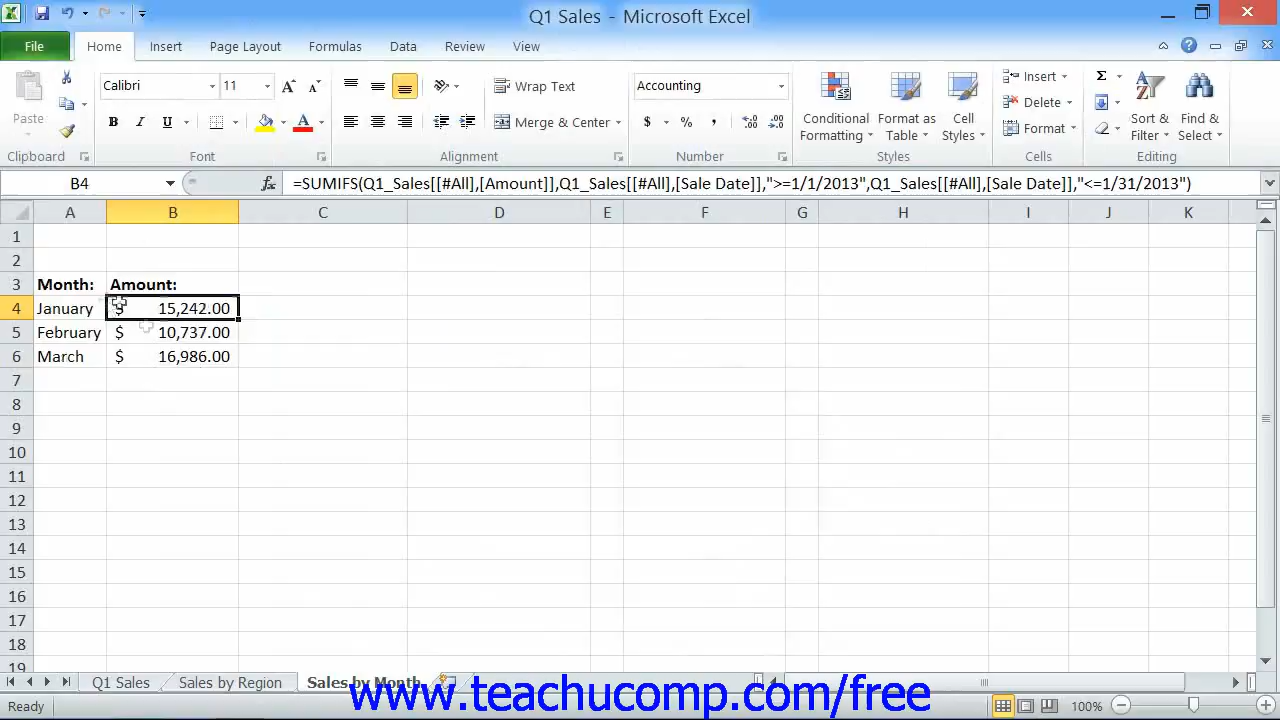 Q1 Sales - Microsoft Excel
File Home Insert Page Layout Formulas Data Review View
Paste
Clipboard
Calibri 11
B I U
Font
Wrap Text
Merge & Center
Alignment
Accounting
$ % ,
Number
Conditional Formatting
Format as Table
Cell Styles
Styles
Insert
Delete
Format
Cells
Σ
Sort & Filter
Find & Select
Editing
B4 fx =SUMIFS(Q1_Sales[[#All],[Amount]],Q1_Sales[[#All],[Sale Date]],">=1/1/2013",Q1_Sales[[#All],[Sale Date]],"<=1/31/2013")
A B C D E F G H I J K
1
2
3 Month: Amount:
4 January $ 15,242.00
5 February $ 10,737.00
6 March $ 16,986.00
7
8
9
10
11
12
13
14
15
16
17
18
19
Q1 Sales Sales by Region Sales by Month
www.teachucomp.com/free
Ready 100%